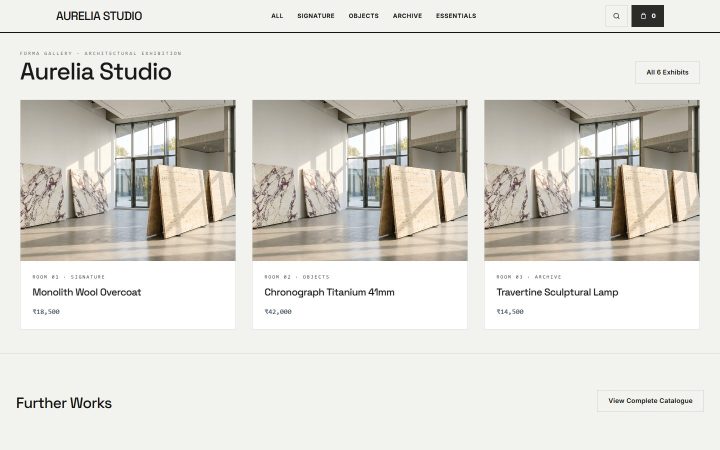 AURELIA STUDIO
ALL SIGNATURE OBJECTS ARCHIVE ESSENTIALS
0
FORMA GALLERY · ARCHITECTURAL EXHIBITION
Aurelia Studio
All 6 Exhibits
ROOM 01 · SIGNATURE
Monolith Wool Overcoat
₹18,500
ROOM 02 · OBJECTS
Chronograph Titanium 41mm
₹42,000
ROOM 03 · ARCHIVE
Travertine Sculptural Lamp
₹14,500
Further Works
View Complete Catalogue